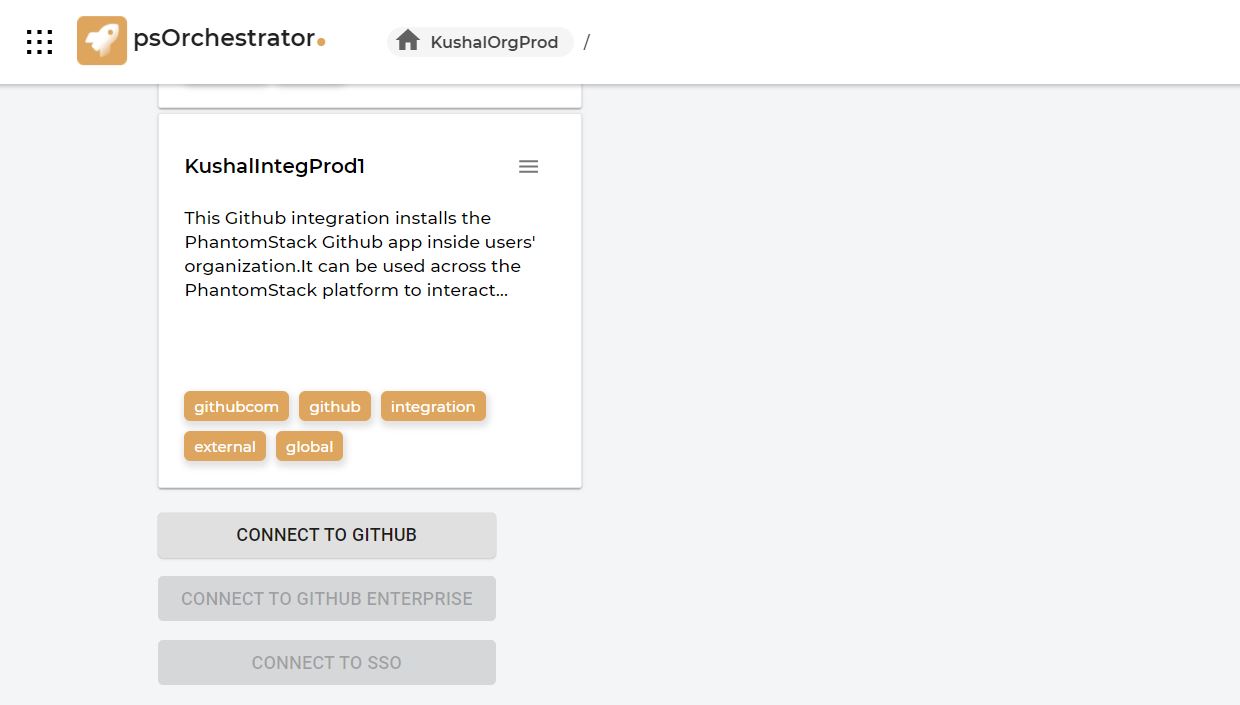 psOrchestrator
KushalOrgProd /
KushalIntegProd1
This Github integration installs the
PhantomStack Github app inside users'
organization.It can be used across the
PhantomStack platform to interact...
githubcom github integration
external global
CONNECT TO GITHUB
CONNECT TO GITHUB ENTERPRISE
CONNECT TO SSO